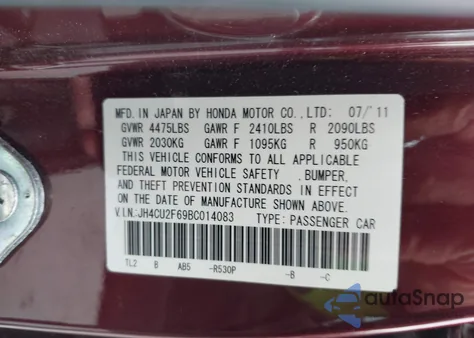 MFD. IN JAPAN BY HONDA MOTOR CO., LTD: 07/'11
GVWR 4475LBS GAWR F 2410LBS R 2090LBS
GVWR 2030KG GAWR F 1095KG R 950KG
THIS VEHICLE CONFORMS TO ALL APPLICABLE
FEDERAL MOTOR VEHICLE SAFETY ,BUMPER,
AND THEFT PREVENTION STANDARDS IN EFFECT
ON THE DATE OF MANUFACTURE SHOWN ABOVE.
V.I.N:JH4CU2F69BC014083 TYPE: PASSENGER CAR
TL2 B AB5 -R530P -B -C
autoSnap